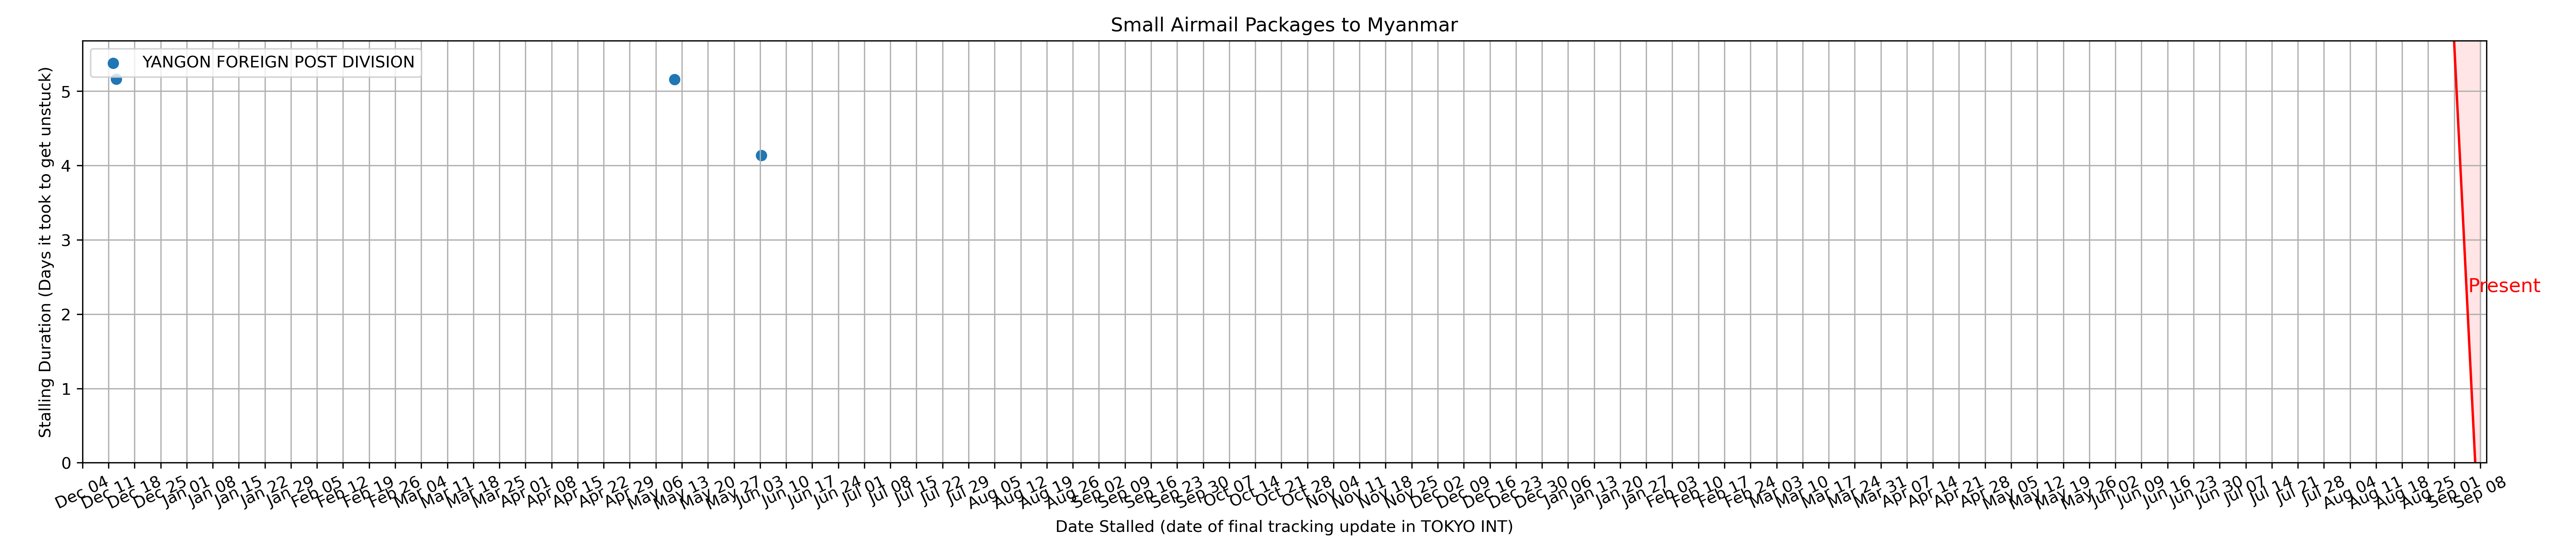 Small Airmail Packages to Myanmar
YANGON FOREIGN POST DIVISION
Stalling Duration (Days it took to get unstuck)
5
4
3
2
1
0
Present
Dec 04
Dec 11
Dec 18
Dec 25
Jan 01
Jan 08
Jan 15
Jan 22
Jan 29
Feb 05
Feb 12
Feb 19
Feb 26
Mar 04
Mar 11
Mar 18
Mar 25
Apr 01
Apr 08
Apr 15
Apr 22
Apr 29
May 06
May 13
May 20
May 27
Jun 03
Jun 10
Jun 17
Jun 24
Jul 01
Jul 08
Jul 15
Jul 22
Jul 29
Aug 05
Aug 12
Aug 19
Aug 26
Sep 02
Sep 09
Sep 16
Sep 23
Sep 30
Oct 07
Oct 14
Oct 21
Oct 28
Nov 04
Nov 11
Nov 18
Nov 25
Dec 02
Dec 09
Dec 16
Dec 23
Dec 30
Jan 06
Jan 13
Jan 20
Jan 27
Feb 03
Feb 10
Feb 17
Feb 24
Mar 03
Mar 10
Mar 17
Mar 24
Mar 31
Apr 07
Apr 14
Apr 21
Apr 28
May 05
May 12
May 19
May 26
Jun 02
Jun 09
Jun 16
Jun 23
Jun 30
Jul 07
Jul 14
Jul 21
Jul 28
Aug 04
Aug 11
Aug 18
Aug 25
Sep 01
Sep 08
Date Stalled (date of final tracking update in TOKYO INT)